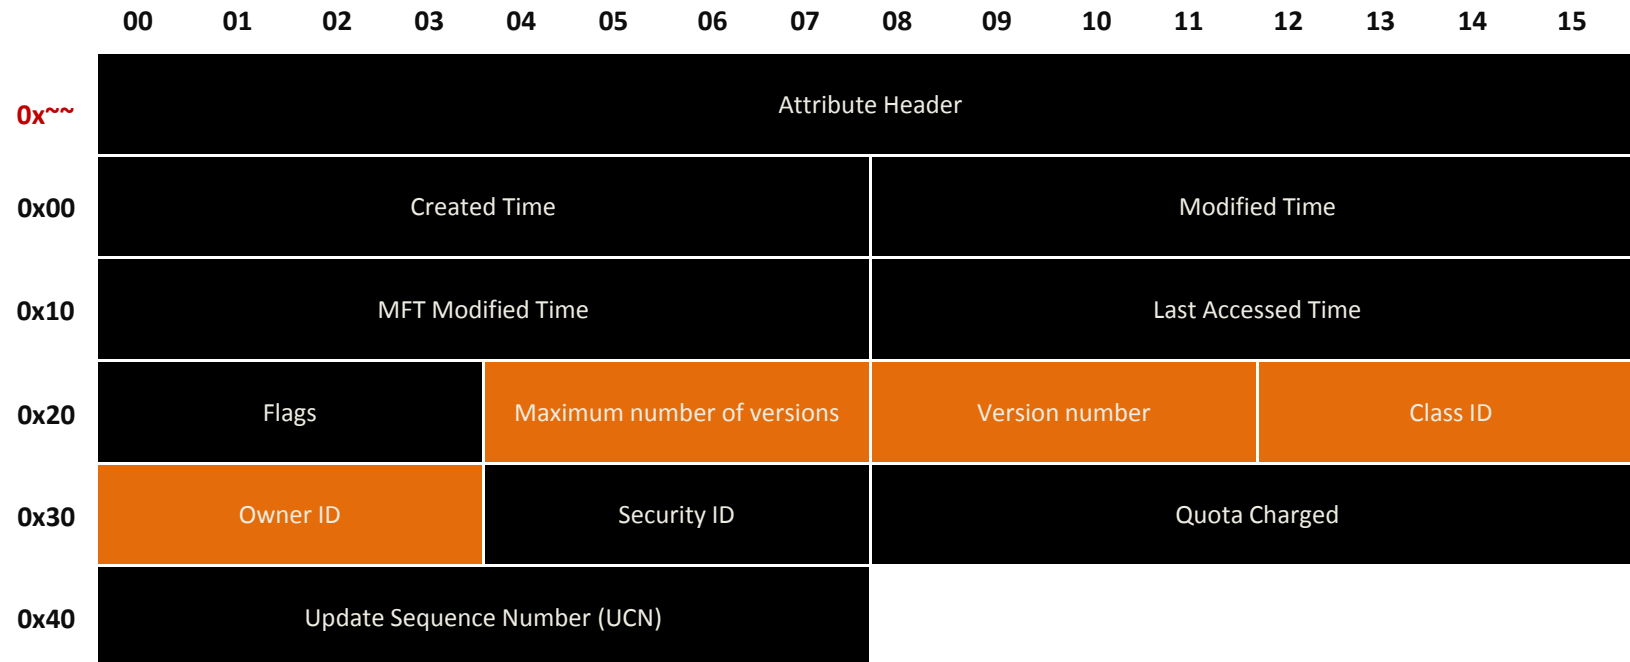 00 01 02 03 04 05 06 07 08 09 10 11 12 13 14 15
0x~~ Attribute Header
0x00 Created Time Modified Time
0x10 MFT Modified Time Last Accessed Time
0x20 Flags Maximum number of versions Version number Class ID
0x30 Owner ID Security ID Quota Charged
0x40 Update Sequence Number (UCN)